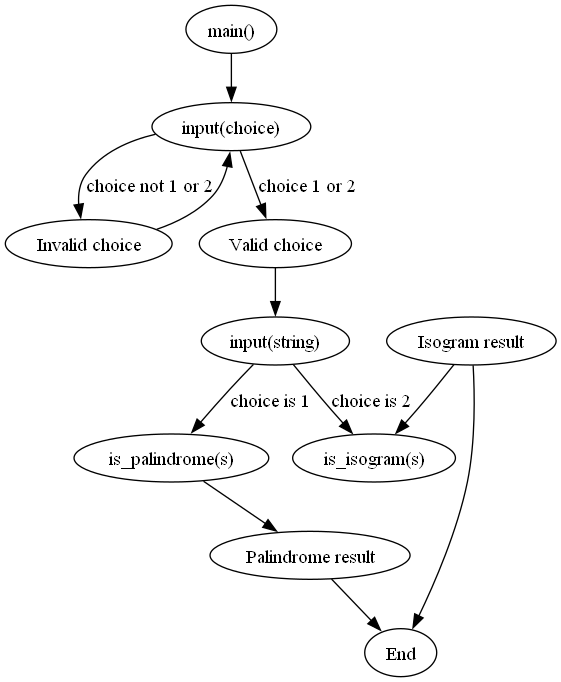 main()
input(choice)
choice not 1 or 2
choice 1 or 2
Invalid choice
Valid choice
input(string)
Isogram result
choice is 1
choice is 2
is_palindrome(s)
is_isogram(s)
Palindrome result
End